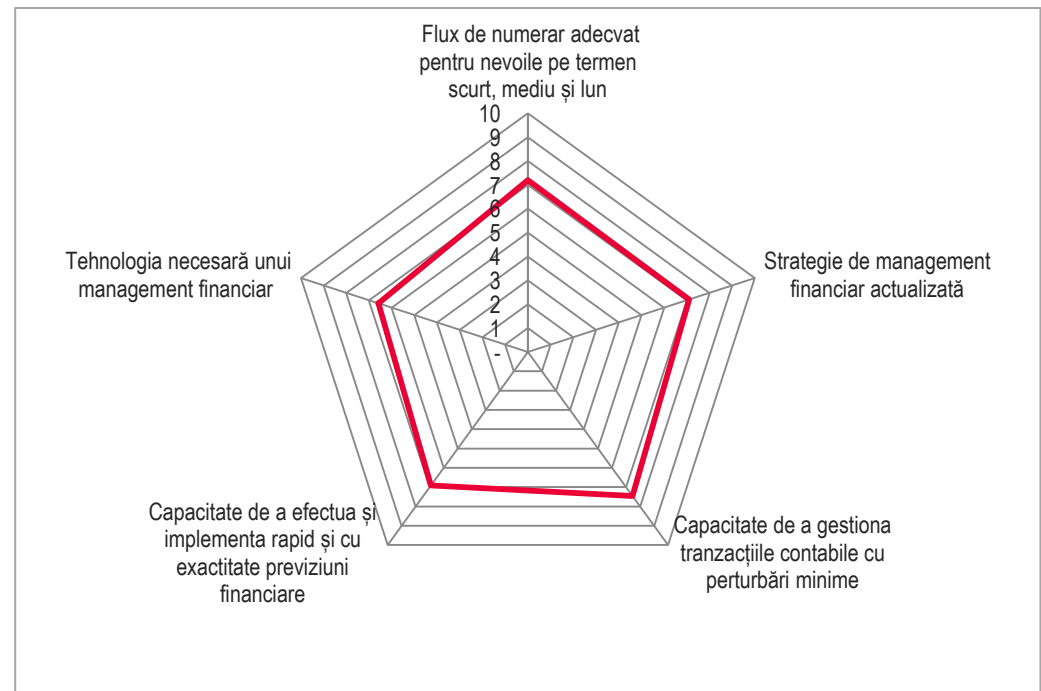 Flux de numerar adecvat
pentru nevoile pe termen
scurt, mediu și lun
10
9
8
7
6
5
4
3
2
1
-
Strategie de management
financiar actualizată
Capacitate de a gestiona
tranzacțiile contabile cu
perturbări minime
Capacitate de a efectua și
implementa rapid și cu
exactitate previziuni
financiare
Tehnologia necesară unui
management financiar